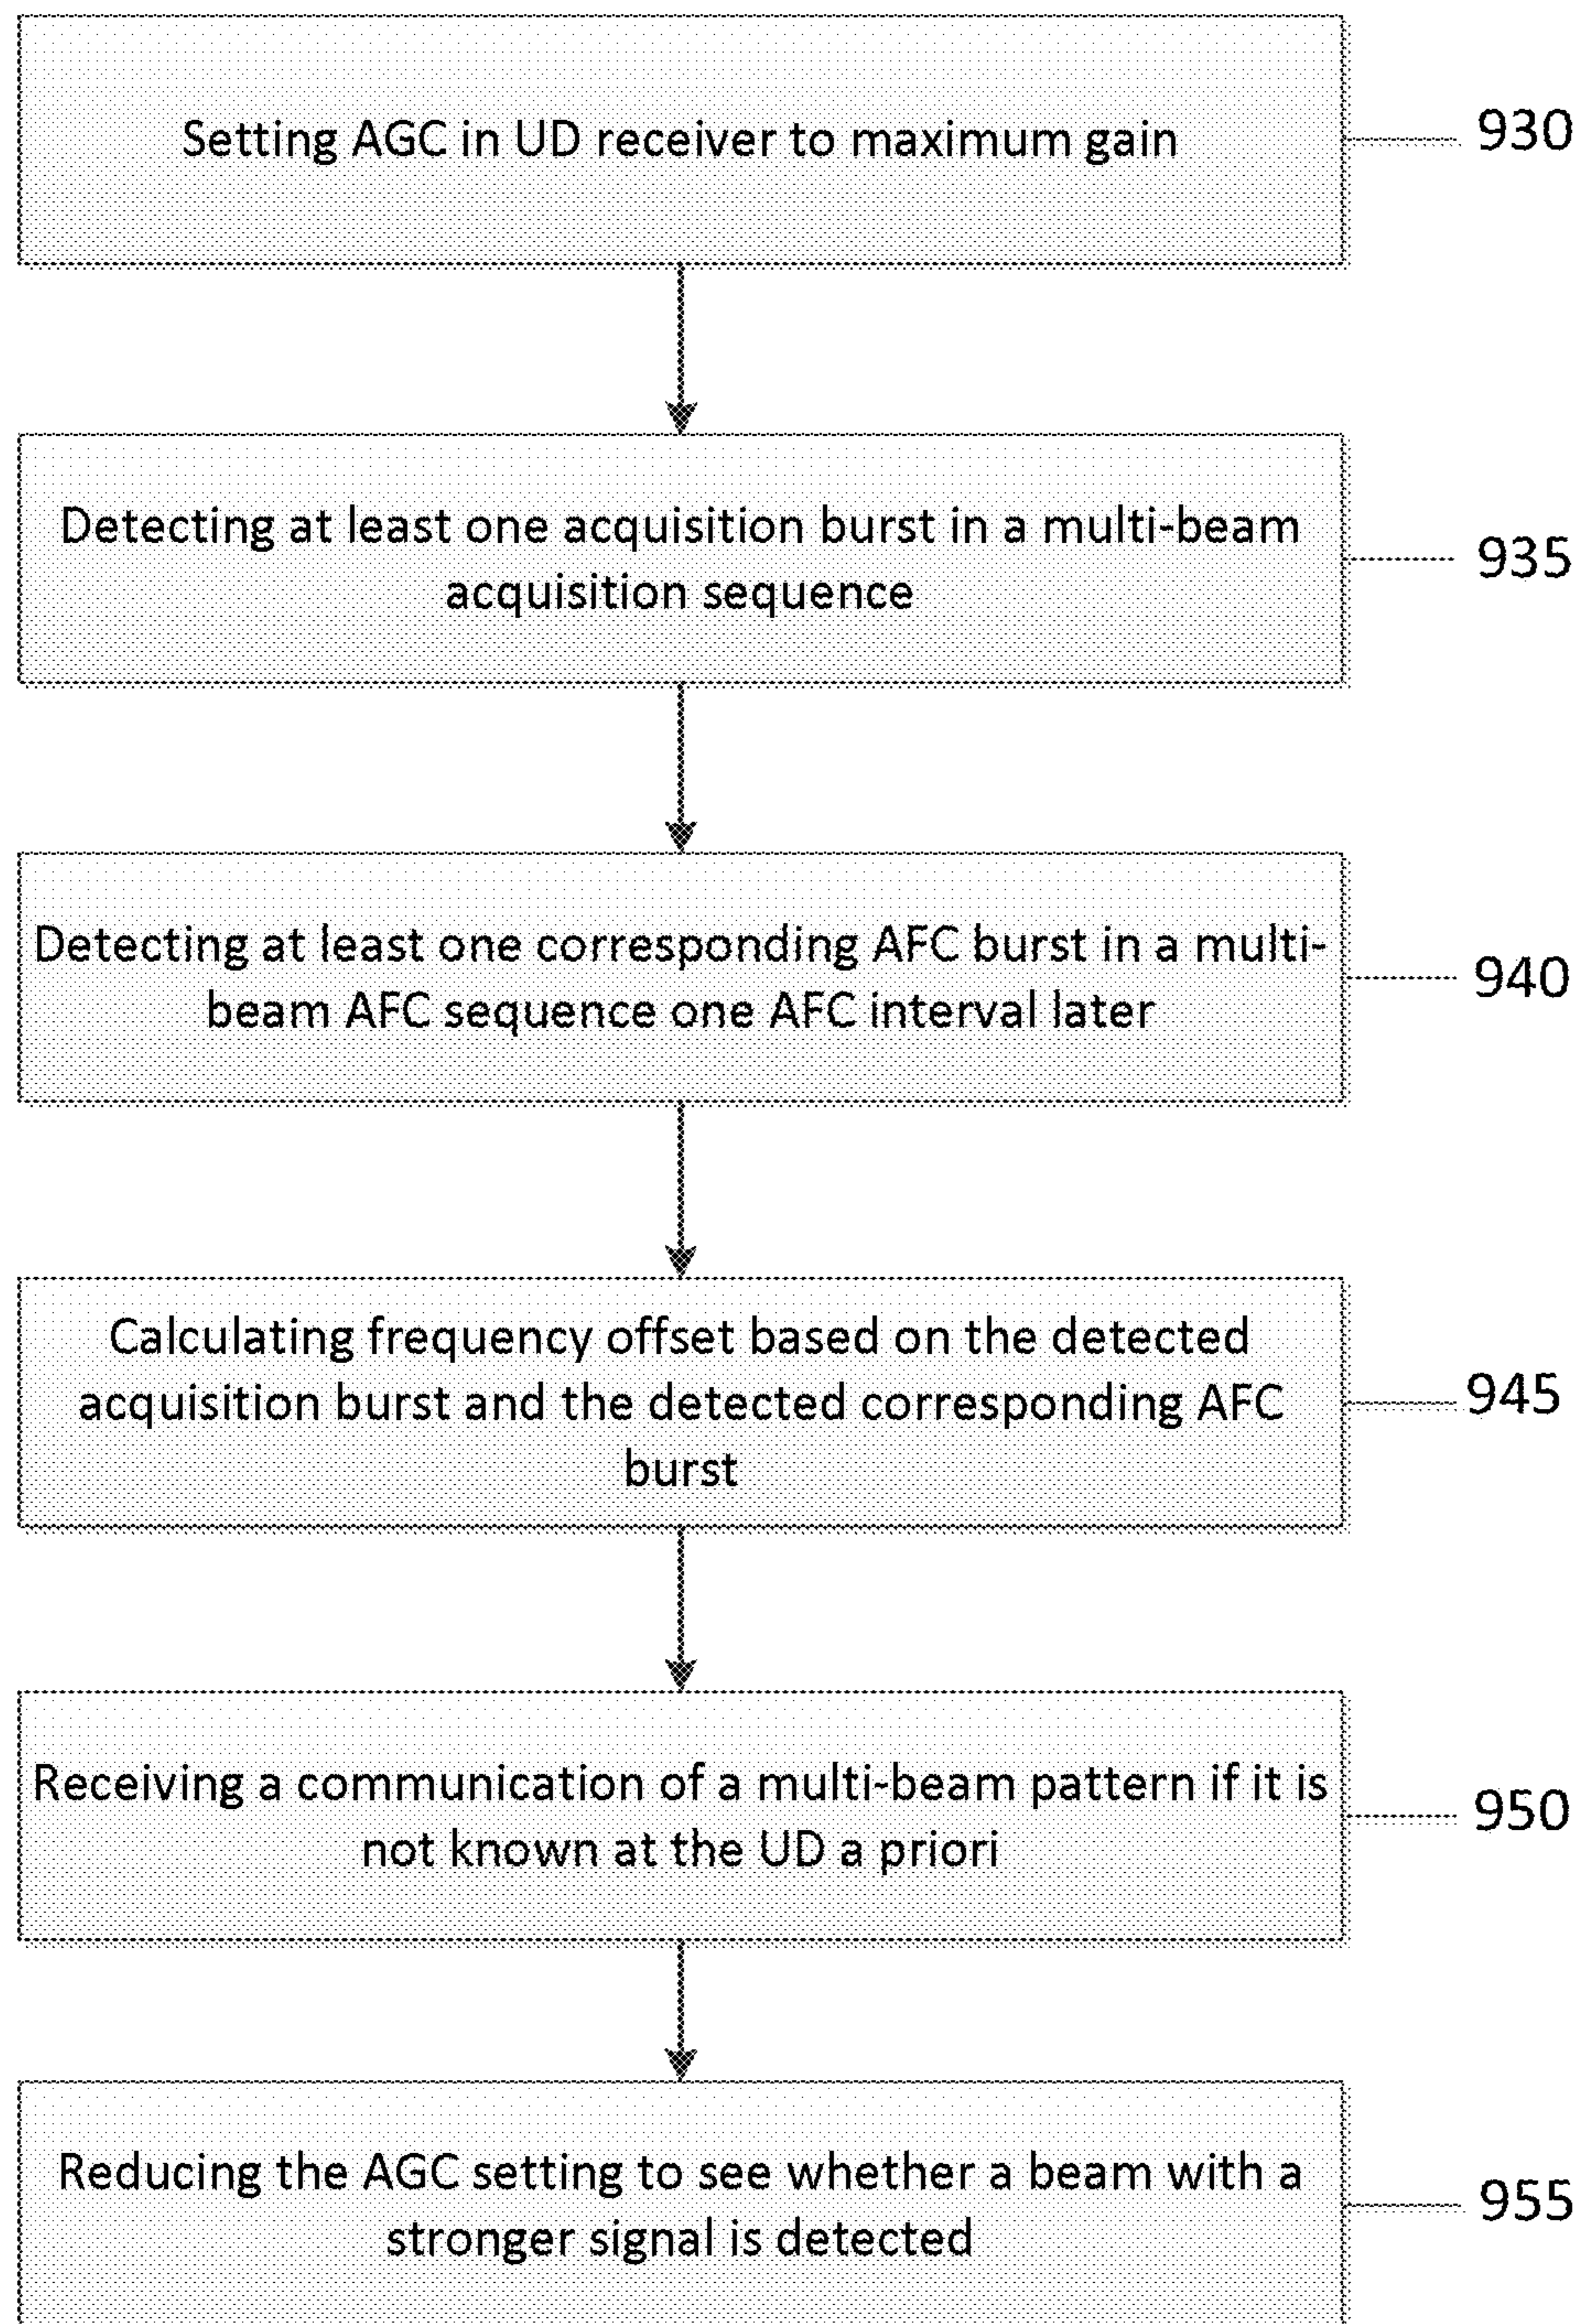 Setting AGC in UD receiver to maximum gain
930
Detecting at least one acquisition burst in a multi-beam
acquisition sequence
935
Detecting at least one corresponding AFC burst in a multi-
beam AFC sequence one AFC interval later
940
Calculating frequency offset based on the detected
acquisition burst and the detected corresponding AFC
burst
945
Receiving a communication of a multi-beam pattern if it is
not known at the UD a priori
950
Reducing the AGC setting to see whether a beam with a
stronger signal is detected
955